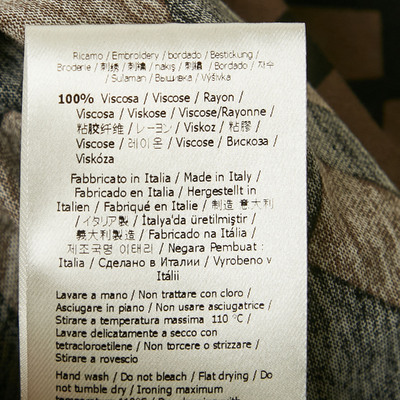 Ricamo / Embroidery / bordado / Bestickung /
Broderie / 刺繍 / 刺繡 / nakış / 刺繡 / Bordado / 자수
/ Sulaman / Вышивка / Výšivka
100% Viscosa / Viscose / Rayon /
Viscosa / Viskose / Viscose/Rayonne /
粘胶纤维 / レーヨン / Viskoz / 粘膠 /
Viscose / 레이온 / Viscose / Вискоза /
Viskóza
Fabbricato in Italia / Made in Italy /
Fabricado en Italia / Hergestellt in
Italien / Fabriqué en Italie / 制造 意大利
/ イタリア製 / İtalya'da üretilmiştir /
義大利製造 / Fabricado na Itália /
제조국명 이태리 / Negara Pembuat :
Italia / Сделано в Италии / Vyrobeno v
Itálii
Lavare a mano / Non trattare con cloro /
Asciugare in piano / Non usare asciugatrice /
Stirare a temperatura massima 110 °C /
Lavare delicatamente a secco con
tetracloroetilene / Non torcere o strizzare /
Stirare a rovescio
Hand wash / Do not bleach / Flat drying / Do
not tumble dry / Ironing maximum